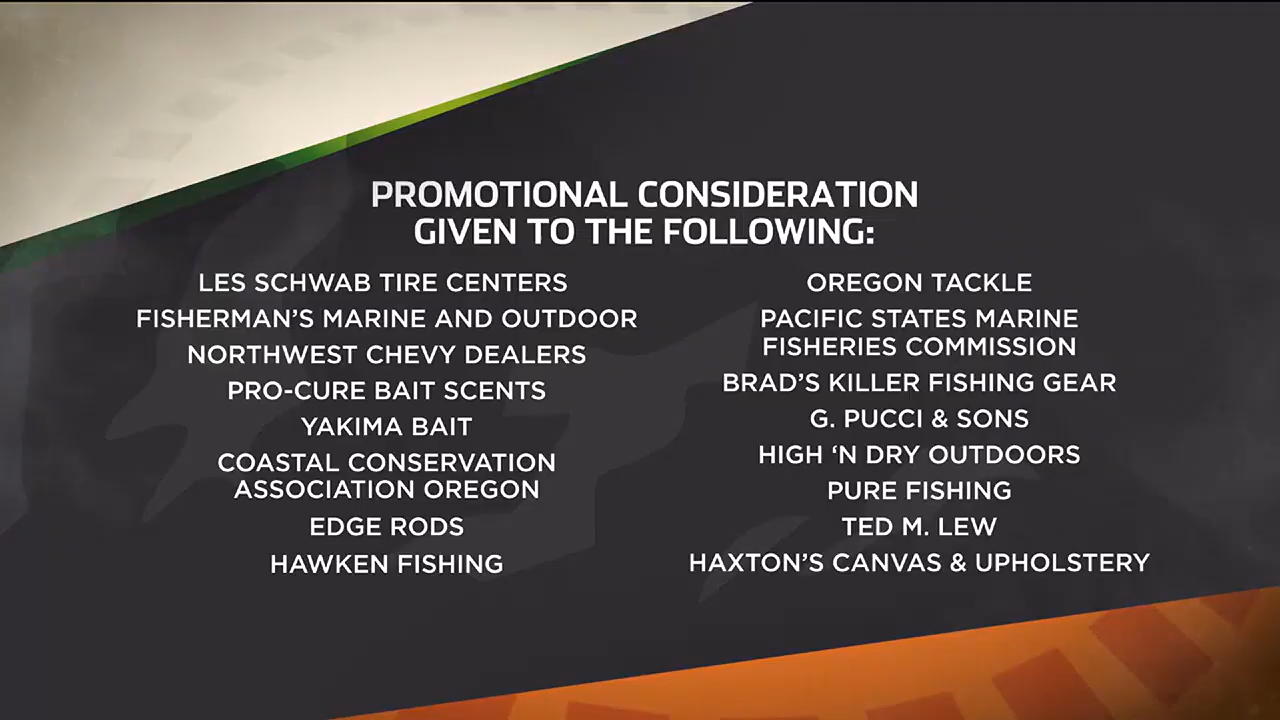 PROMOTIONAL CONSIDERATION
GIVEN TO THE FOLLOWING:
LES SCHWAB TIRE CENTERS
FISHERMAN’S MARINE AND OUTDOOR
NORTHWEST CHEVY DEALERS
PRO-CURE BAIT SCENTS
YAKIMA BAIT
COASTAL CONSERVATION
ASSOCIATION OREGON
EDGE RODS
HAWKEN FISHING
OREGON TACKLE
PACIFIC STATES MARINE
FISHERIES COMMISSION
BRAD’S KILLER FISHING GEAR
G. PUCCI & SONS
HIGH ‘N DRY OUTDOORS
PURE FISHING
TED M. LEW
HAXTON’S CANVAS & UPHOLSTERY